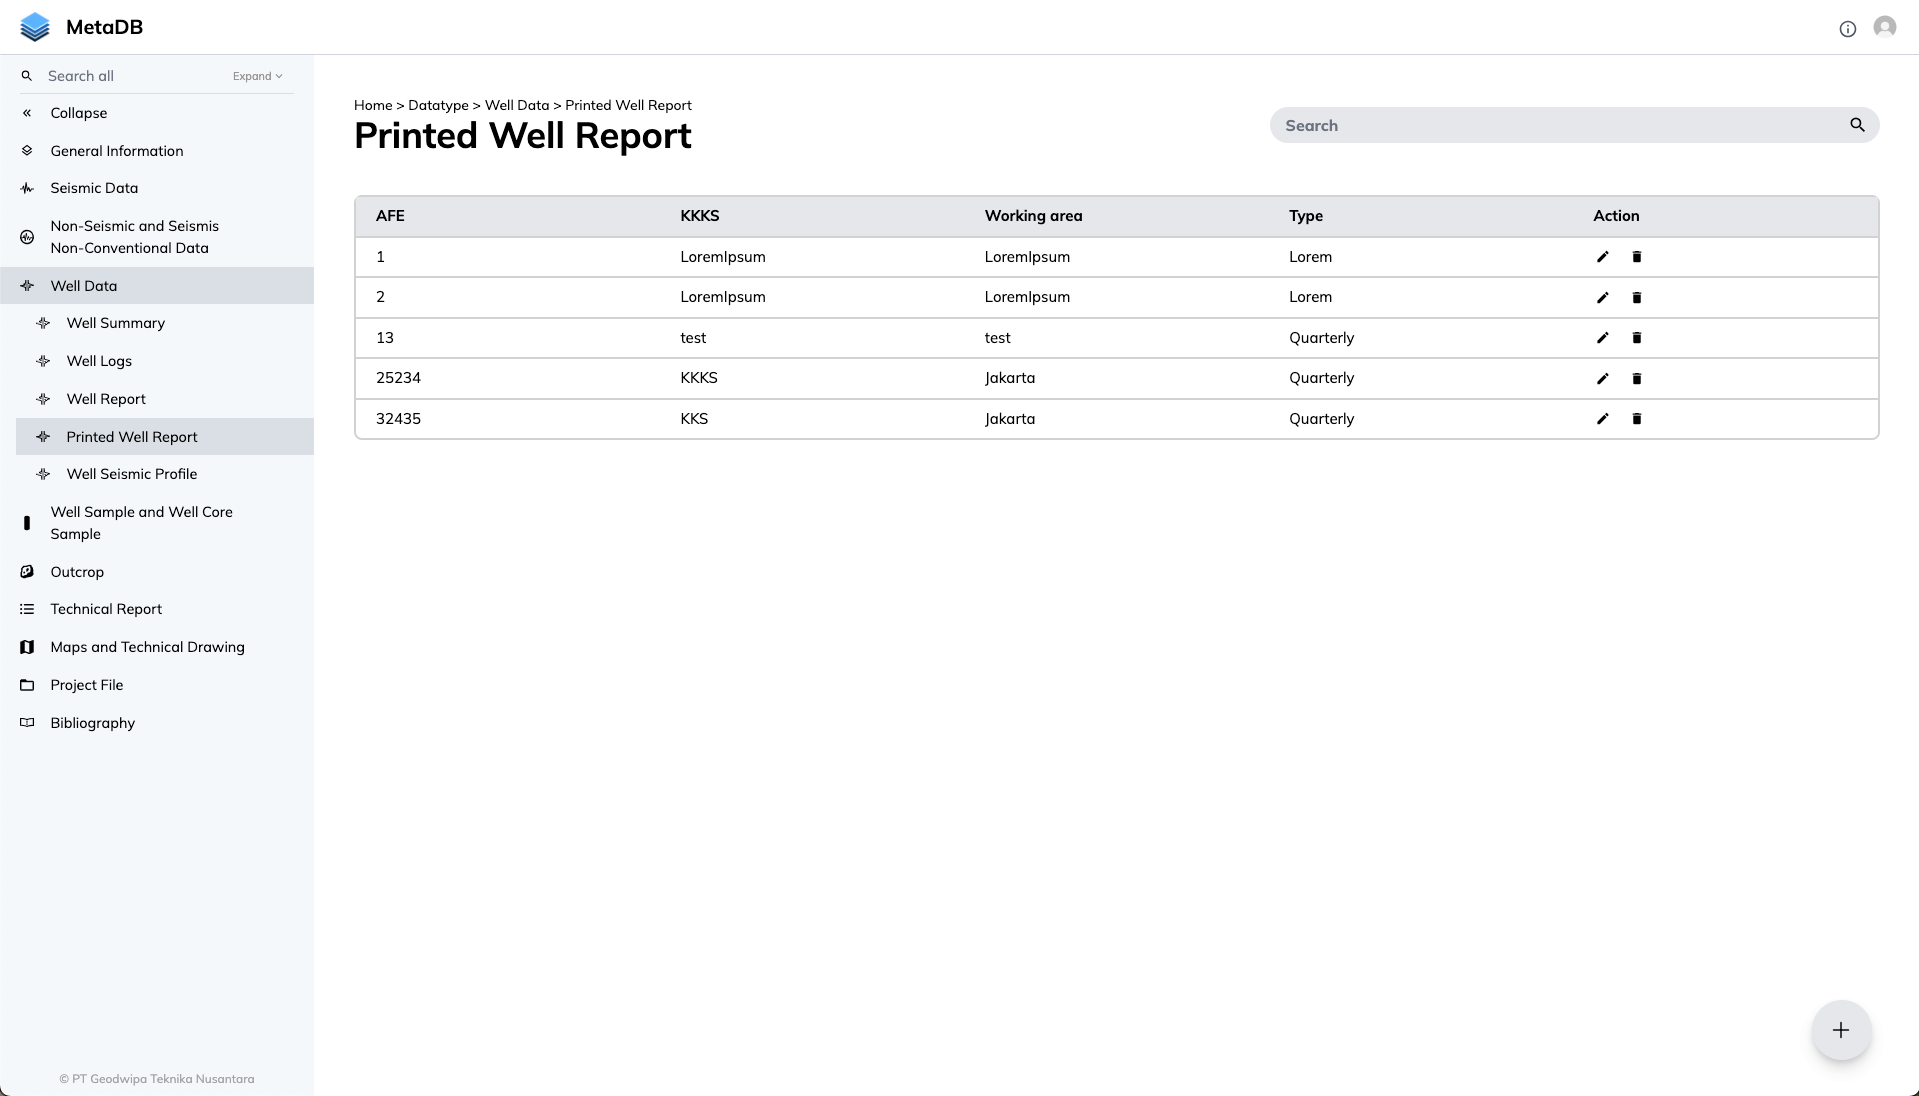 MetaDB
Search all
Expand
Collapse
General Information
Seismic Data
Non-Seismic and Seismis
Non-Conventional Data
Well Data
Well Summary
Well Logs
Well Report
Printed Well Report
Well Seismic Profile
Well Sample and Well Core
Sample
Outcrop
Technical Report
Maps and Technical Drawing
Project File
Bibliography
© PT Geodwipa Teknika Nusantara
Home > Datatype > Well Data > Printed Well Report
Printed Well Report
Search
AFE KKKS Working area Type Action
1 LoremIpsum LoremIpsum Lorem
2 LoremIpsum LoremIpsum Lorem
13 test test Quarterly
25234 KKKS Jakarta Quarterly
32435 KKS Jakarta Quarterly